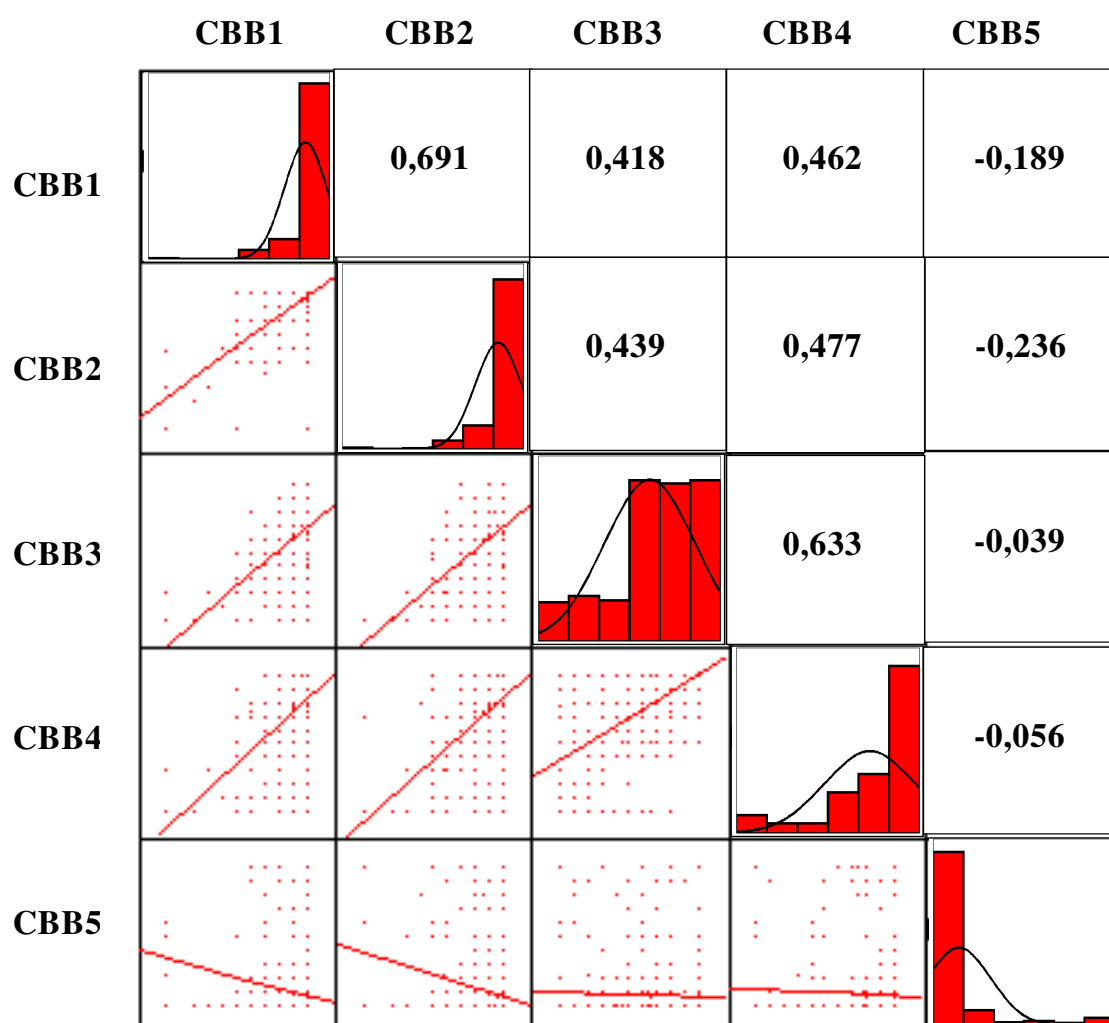 CBB1 CBB2 CBB3 CBB4 CBB5
CBB1 0,691 0,418 0,462 -0,189
CBB2 0,439 0,477 -0,236
CBB3 0,633 -0,039
CBB4 -0,056
CBB5